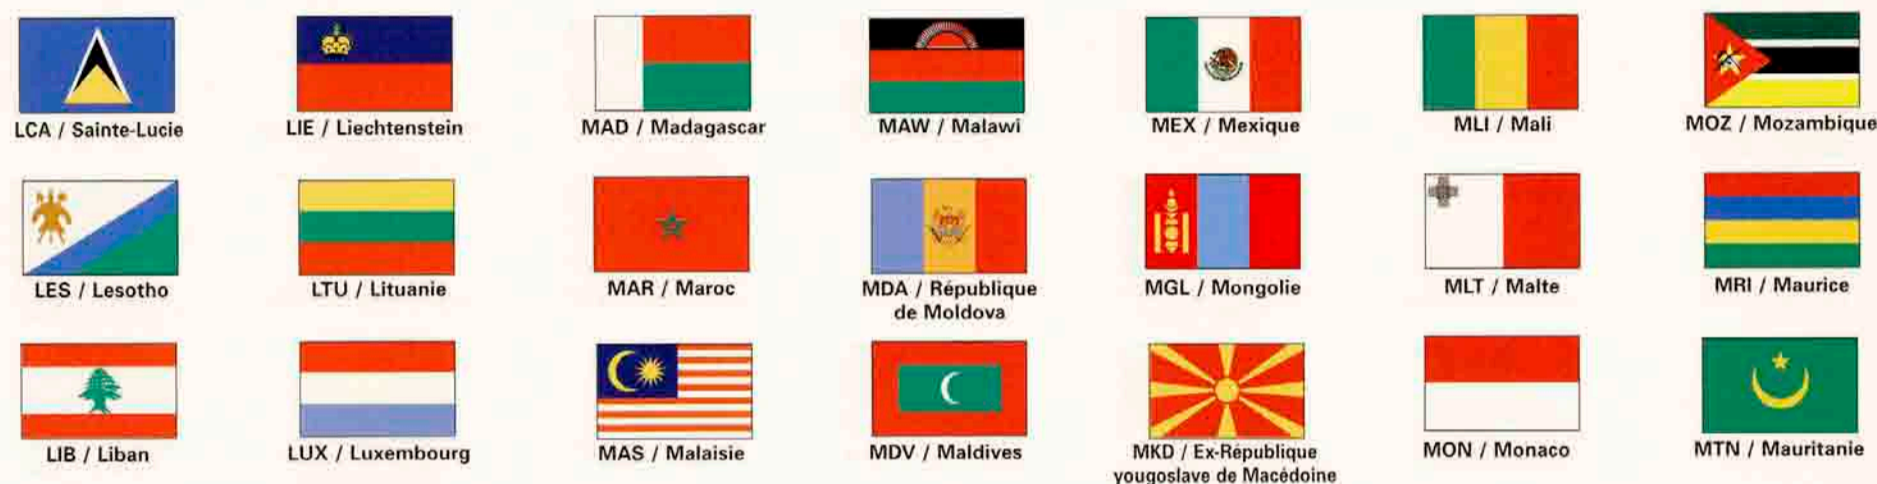 LCA / Sainte-Lucie
LIE / Liechtenstein
MAD / Madagascar
MAW / Malawi
MEX / Mexique
MLI / Mali
MOZ / Mozambique
LES / Lesotho
LTU / Lituanie
MAR / Maroc
MDA / République
de Moldova
MGL / Mongolie
MLT / Malte
MRI / Maurice
LIB / Liban
LUX / Luxembourg
MAS / Malaisie
MDV / Maldives
MKD / Ex-République
yougoslave de Macédoine
MON / Monaco
MTN / Mauritanie